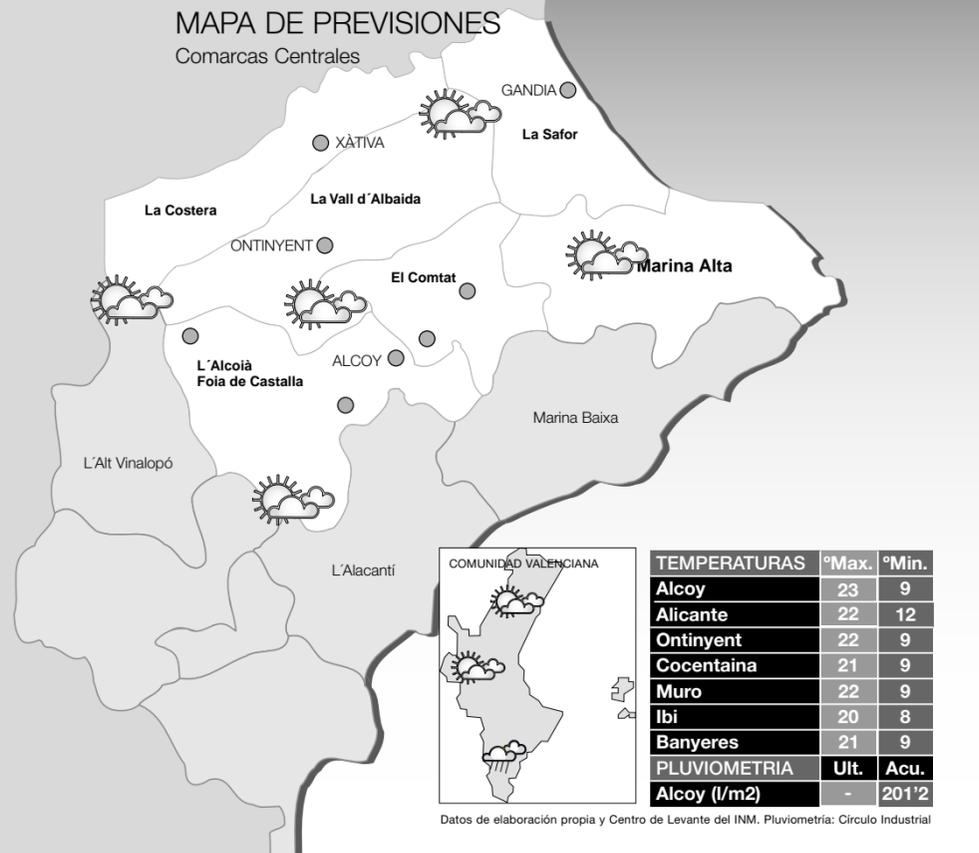 MAPA DE PREVISIONES
Comarcas Centrales
GANDIA
La Safor
XÀTIVA
La Vall d´Albaida
La Costera
ONTINYENT
El Comtat
Marina Alta
L´Alcoià
Foia de Castalla
ALCOY
Marina Baixa
L´Alt Vinalopó
L´Alacantí
COMUNIDAD VALENCIANA
TEMPERATURAS ºMax. ºMin.
Alcoy 23 9
Alicante 22 12
Ontinyent 22 9
Cocentaina 21 9
Muro 22 9
Ibi 20 8
Banyeres 21 9
PLUVIOMETRIA Ult. Acu.
Alcoy (l/m2) - 201’2
Datos de elaboración propia y Centro de Levante del INM. Pluviometría: Círculo Industrial